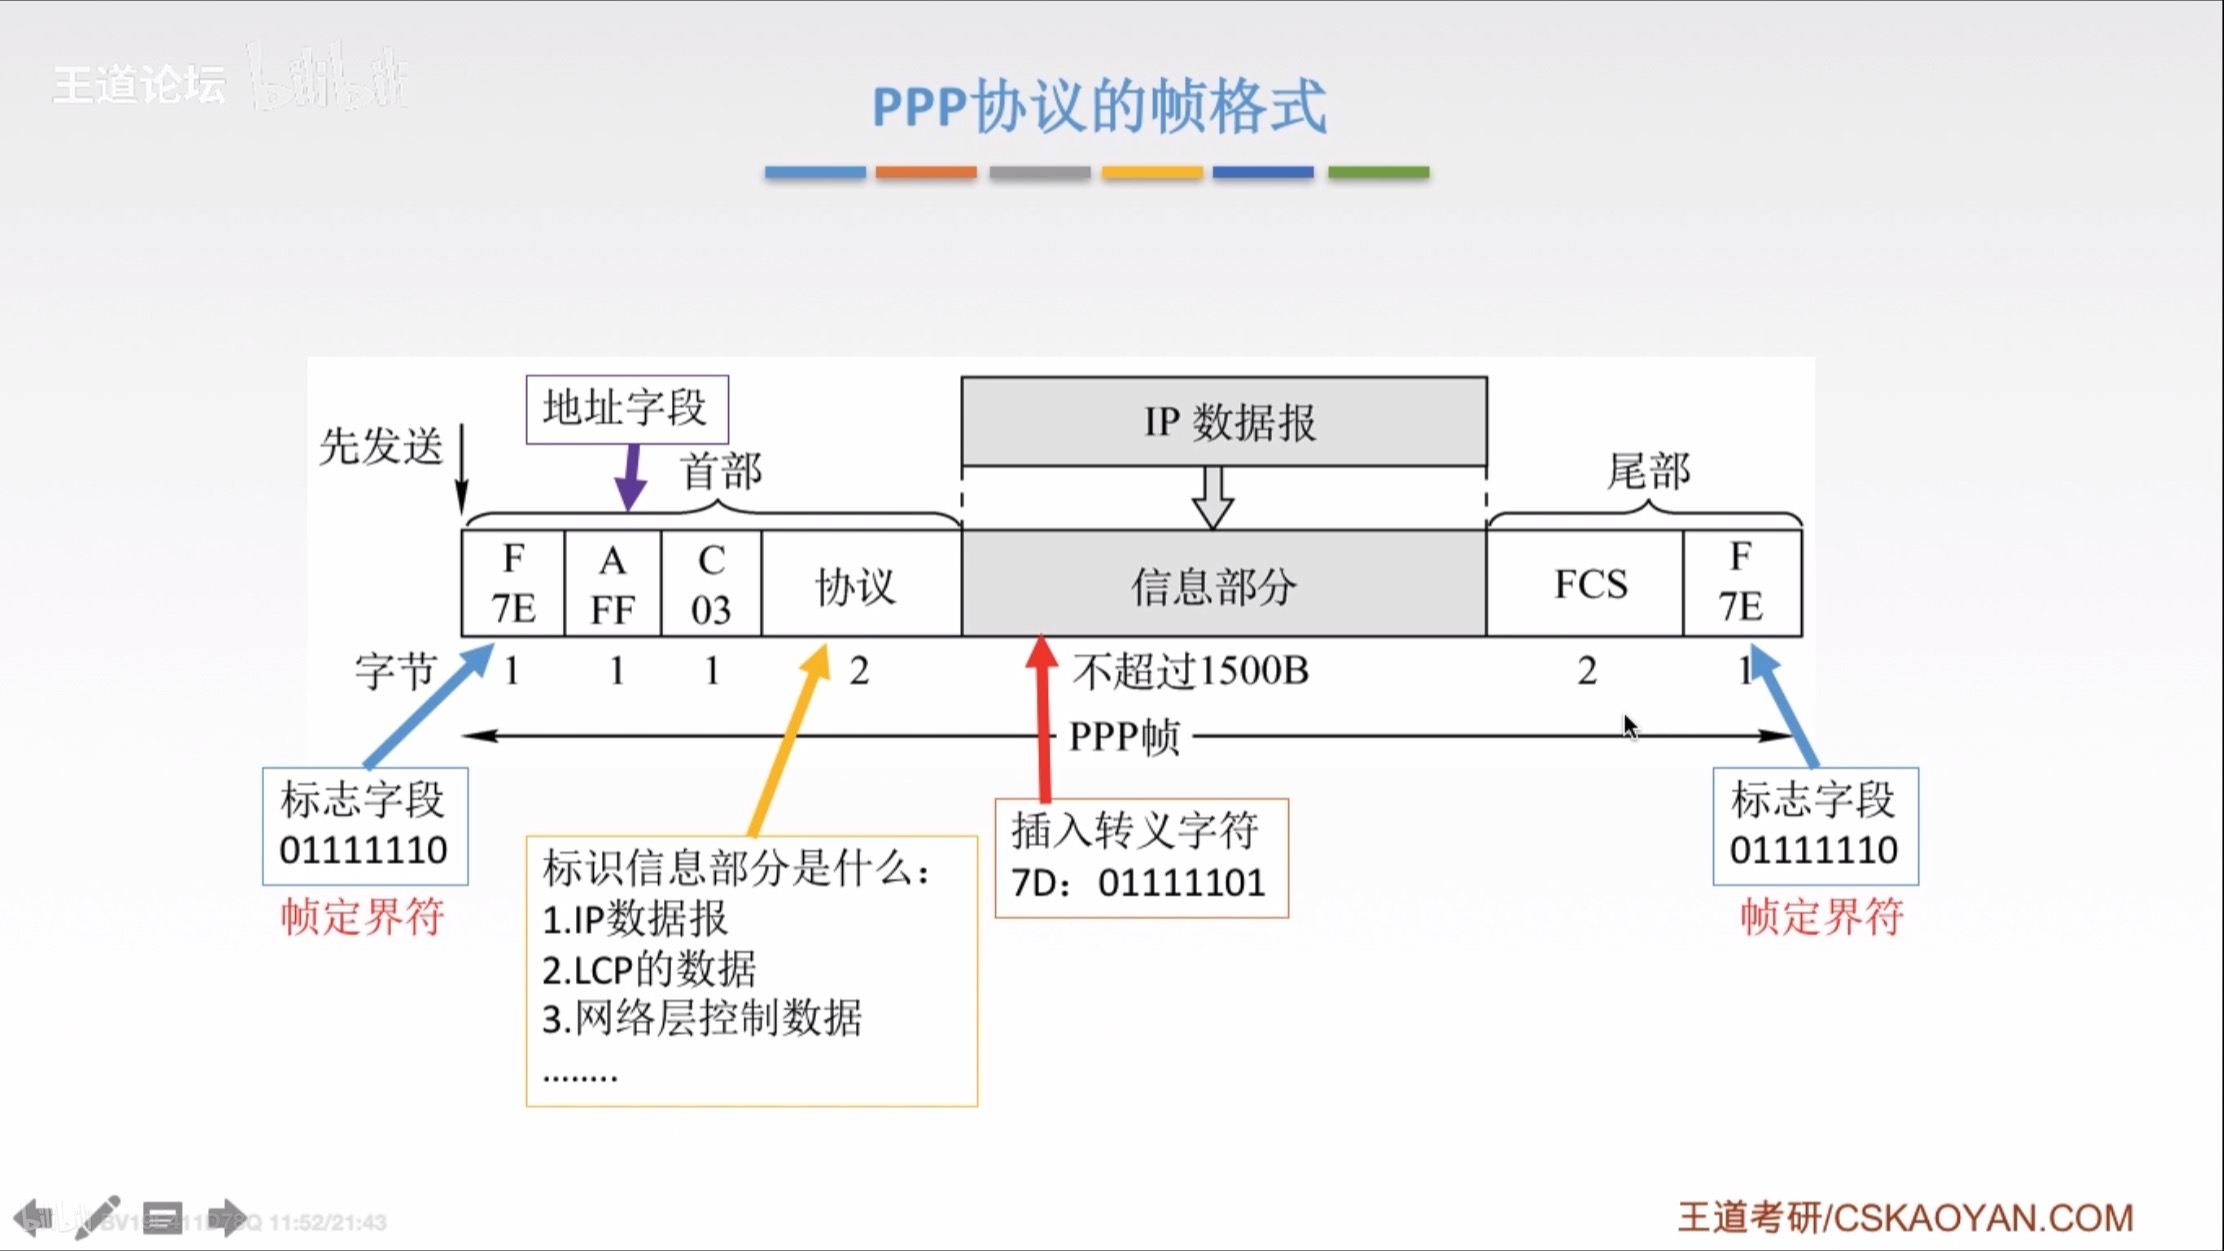 王道论坛 bilibili
PPP协议的帧格式
地址字段
IP 数据报
先发送
首部
尾部
F
7E
A
FF
C
03
协议
信息部分
FCS
F
7E
字节
1
1
1
2
不超过1500B
2
1
PPP帧
标志字段
01111110
帧定界符
标识信息部分是什么：
1.IP数据报
2.LCP的数据
3.网络层控制数据
........
插入转义字符
7D：01111101
标志字段
01111110
帧定界符
11:52/21:43
王道考研/CSKAOYAN.COM